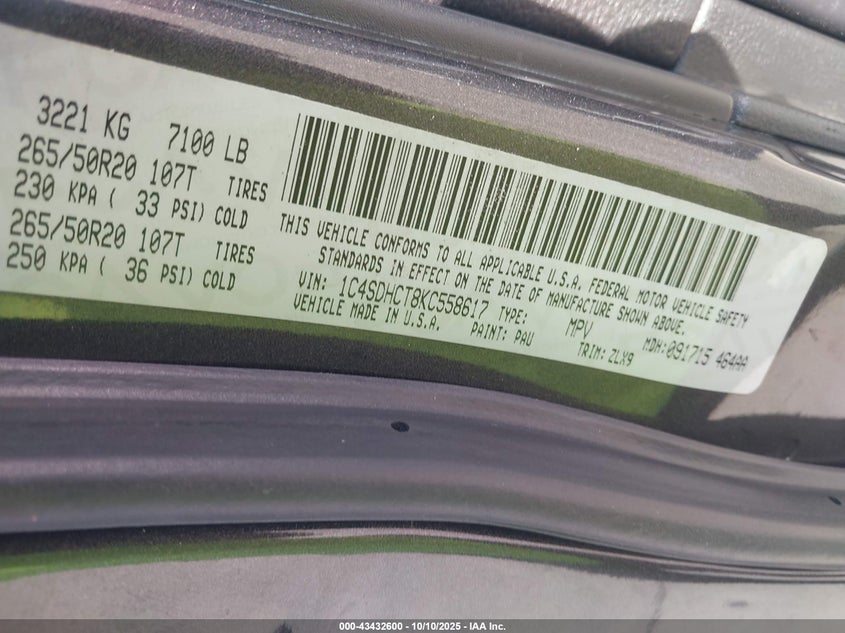 3221 KG 7100 LB
265/50R20 107T TIRES
230 KPA ( 33 PSI) COLD
265/50R20 107T TIRES
250 KPA ( 36 PSI) COLD
THIS VEHICLE CONFORMS TO ALL APPLICABLE U.S.A. FEDERAL MOTOR VEHICLE SAFETY
STANDARDS IN EFFECT ON THE DATE OF MANUFACTURE SHOWN ABOVE.
VIN: 1C4SDHCT8KC558617 TYPE: MPV MDH:091715 464AA
VEHICLE MADE IN U.S.A. PAINT: PAU TRIM: ZLX9
000-43432600 - 10/10/2025 - IAA Inc.